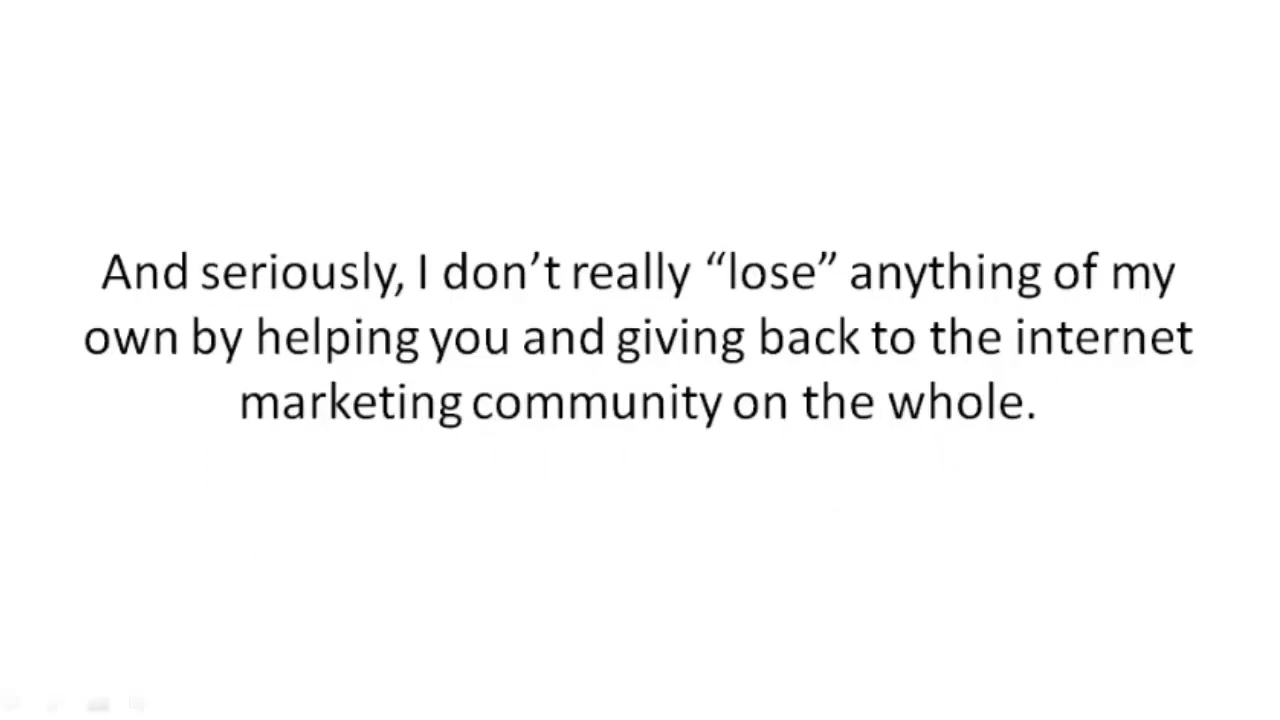 And seriously, I don’t really “lose” anything of my
own by helping you and giving back to the internet
marketing community on the whole.